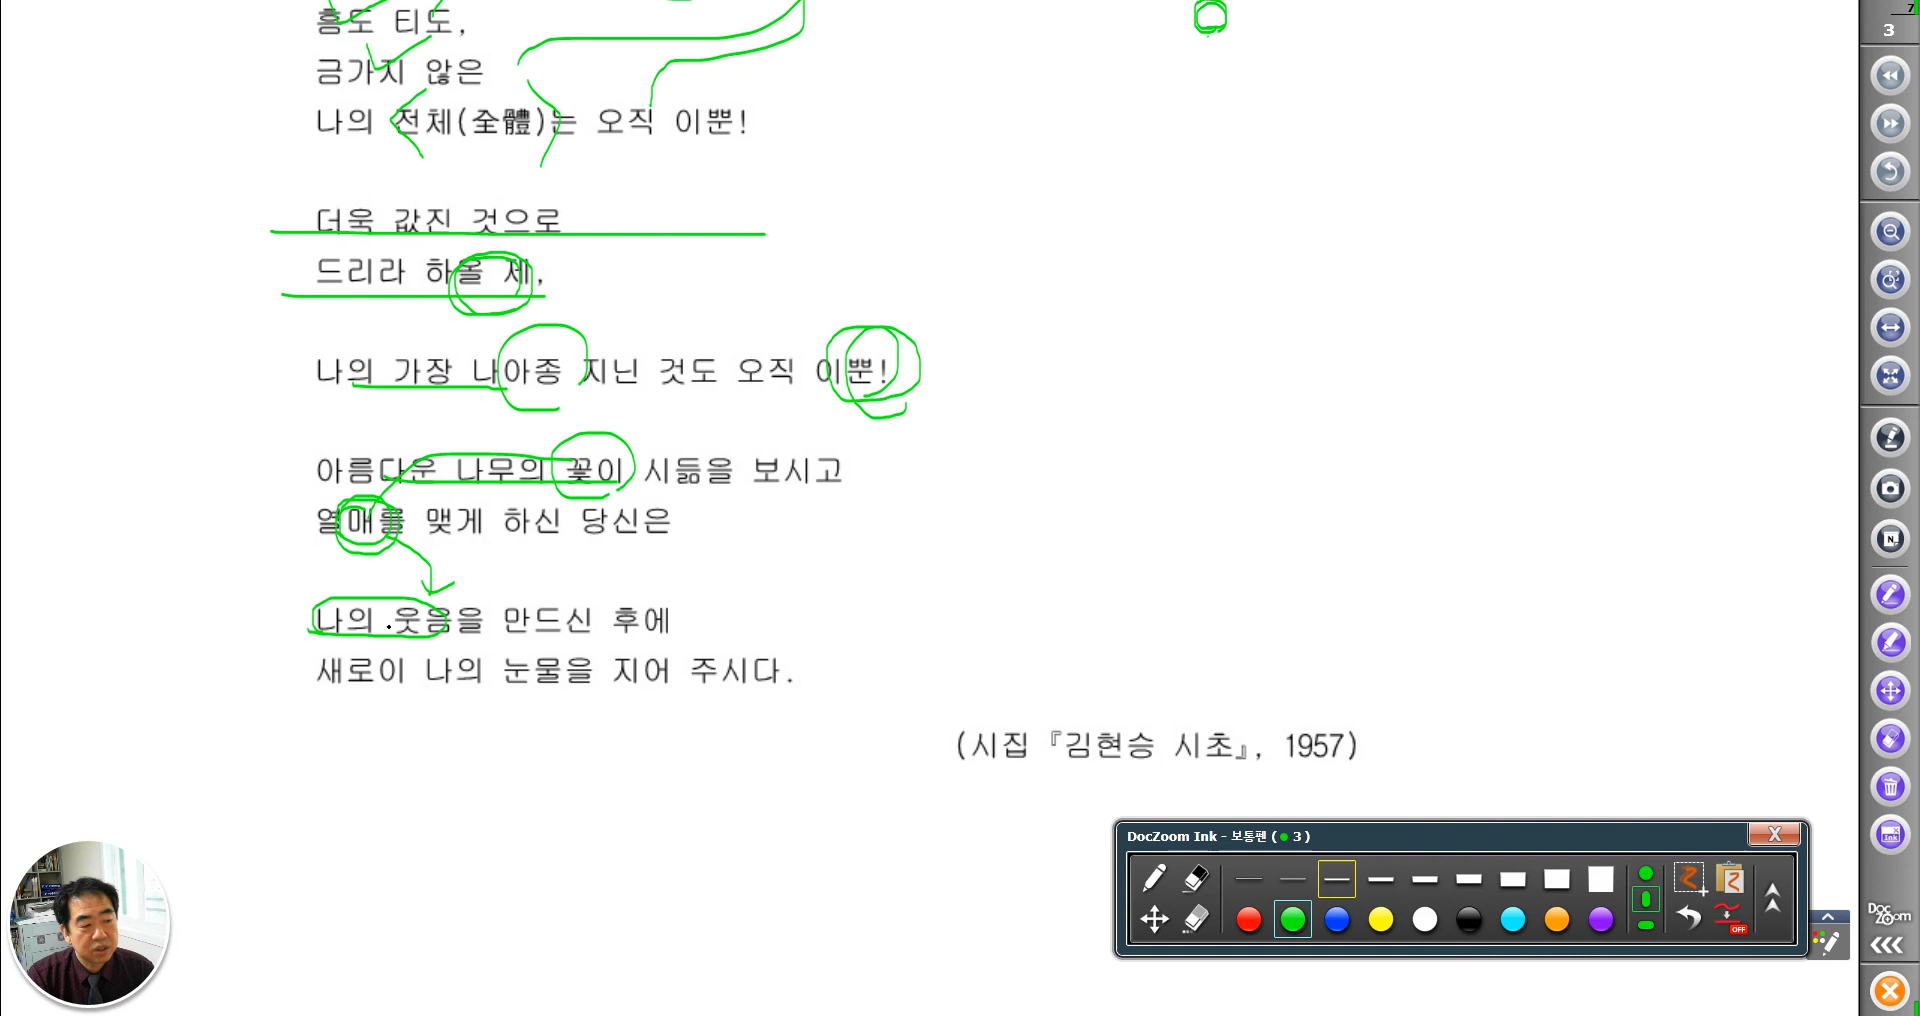 7
3
흠도 티도,
금가지 않은
나의 전체(全體)는 오직 이뿐!
더욱 값진 것으로
드리라 하올 제,
나의 가장 나아종 지닌 것도 오직 이뿐!
아름다운 나무의 꽃이 시듦을 보시고
열매를 맺게 하신 당신은
나의 웃음을 만드신 후에
새로이 나의 눈물을 지어 주시다.
(시집 『김현승 시초』, 1957)
DocZoom Ink - 보통펜 ( 3 )
X
OFF
N
Ink
DocZoom